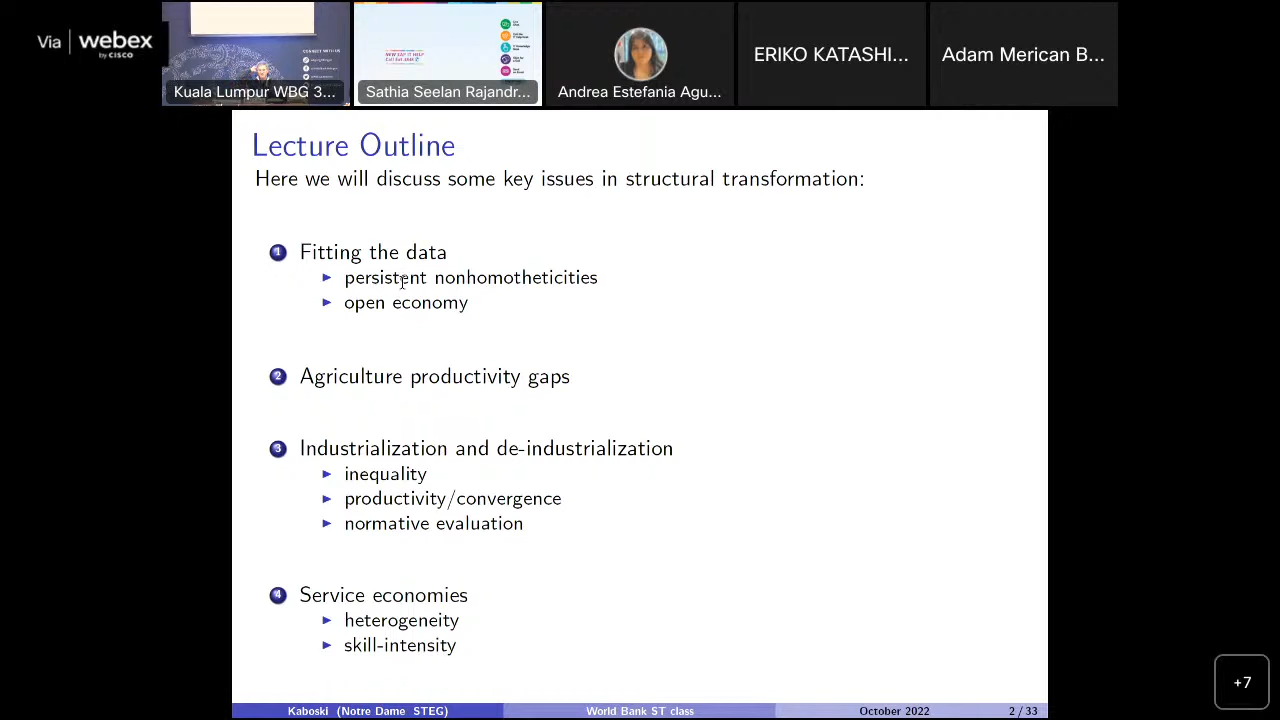 Via webex
by CISCO
CONNECT WITH US
Kuala Lumpur WBG 3...
Sathia Seelan Rajandr...
Andrea Estefania Agu...
ERIKO KATASHI...
Adam Merican B...
Lecture Outline
Here we will discuss some key issues in structural transformation:
1 Fitting the data
persistent nonhomotheticities
open economy
2 Agriculture productivity gaps
3 Industrialization and de-industrialization
inequality
productivity/convergence
normative evaluation
4 Service economies
heterogeneity
skill-intensity
Kaboski (Notre Dame STEG) World Bank ST class October 2022 2 / 33
+7